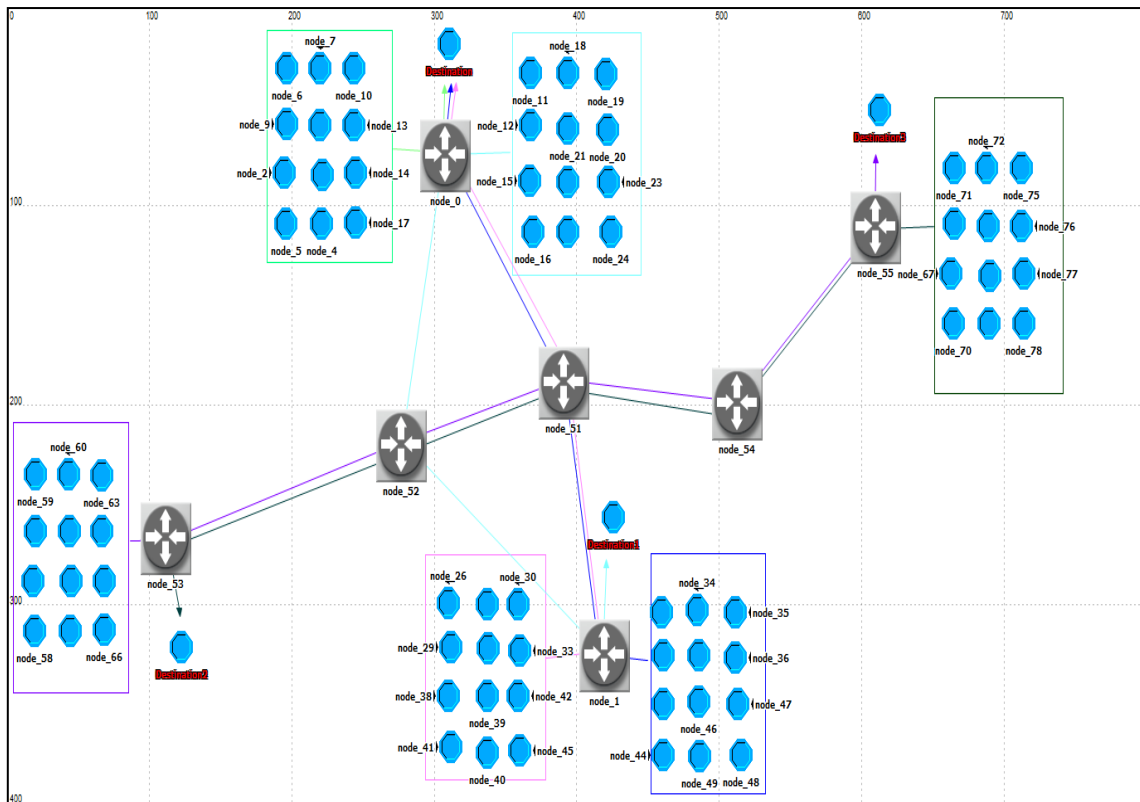 0
100
200
300
400
500
600
700
node_7
node_6
node_10
node_9
node_13
node_2
node_14
node_17
node_5
node_4
Destination
node_0
node_18
node_11
node_19
node_12
node_21
node_20
node_15
node_23
node_16
node_24
Destination3
node_55
node_72
node_71
node_75
node_76
node_67
node_77
node_70
node_78
100
node_51
node_54
200
node_52
node_60
node_59
node_63
node_58
node_66
node_53
Destination2
Destination1
300
node_26
node_30
node_29
node_33
node_38
node_42
node_39
node_41
node_45
node_40
node_1
node_34
node_35
node_36
node_47
node_46
node_44
node_49
node_48
400